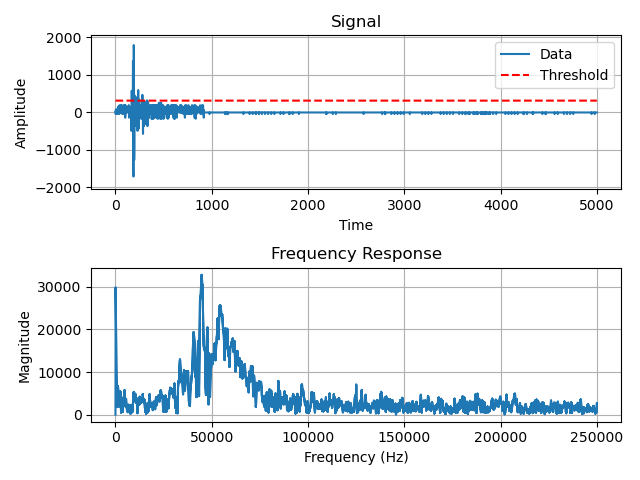 Signal
2000
1000
0
−1000
−2000
Amplitude
Data
Threshold
0 1000 2000 3000 4000 5000
Time
Frequency Response
30000
20000
10000
0
Magnitude
0 50000 100000 150000 200000 250000
Frequency (Hz)